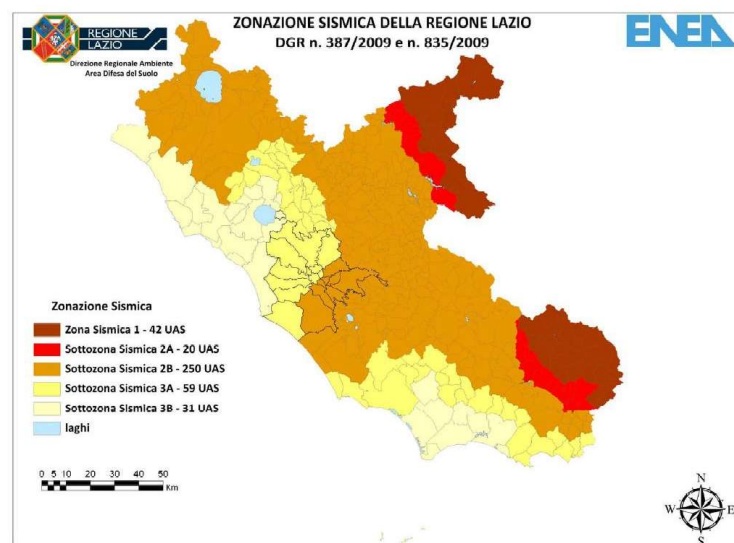 REGIONE
LAZIO
Direzione Regionale Ambiente
Area Difesa del Suolo
ZONAZIONE SISMICA DELLA REGIONE LAZIO
DGR n. 387/2009 e n. 835/2009
ENEA
Zonazione Sismica
Zona Sismica 1 - 42 UAS
Sottozona Sismica 2A - 20 UAS
Sottozona Sismica 2B - 250 UAS
Sottozona Sismica 3A - 59 UAS
Sottozona Sismica 3B - 31 UAS
laghi
0 5 10 20 30 40 50
Km
N
W E
S